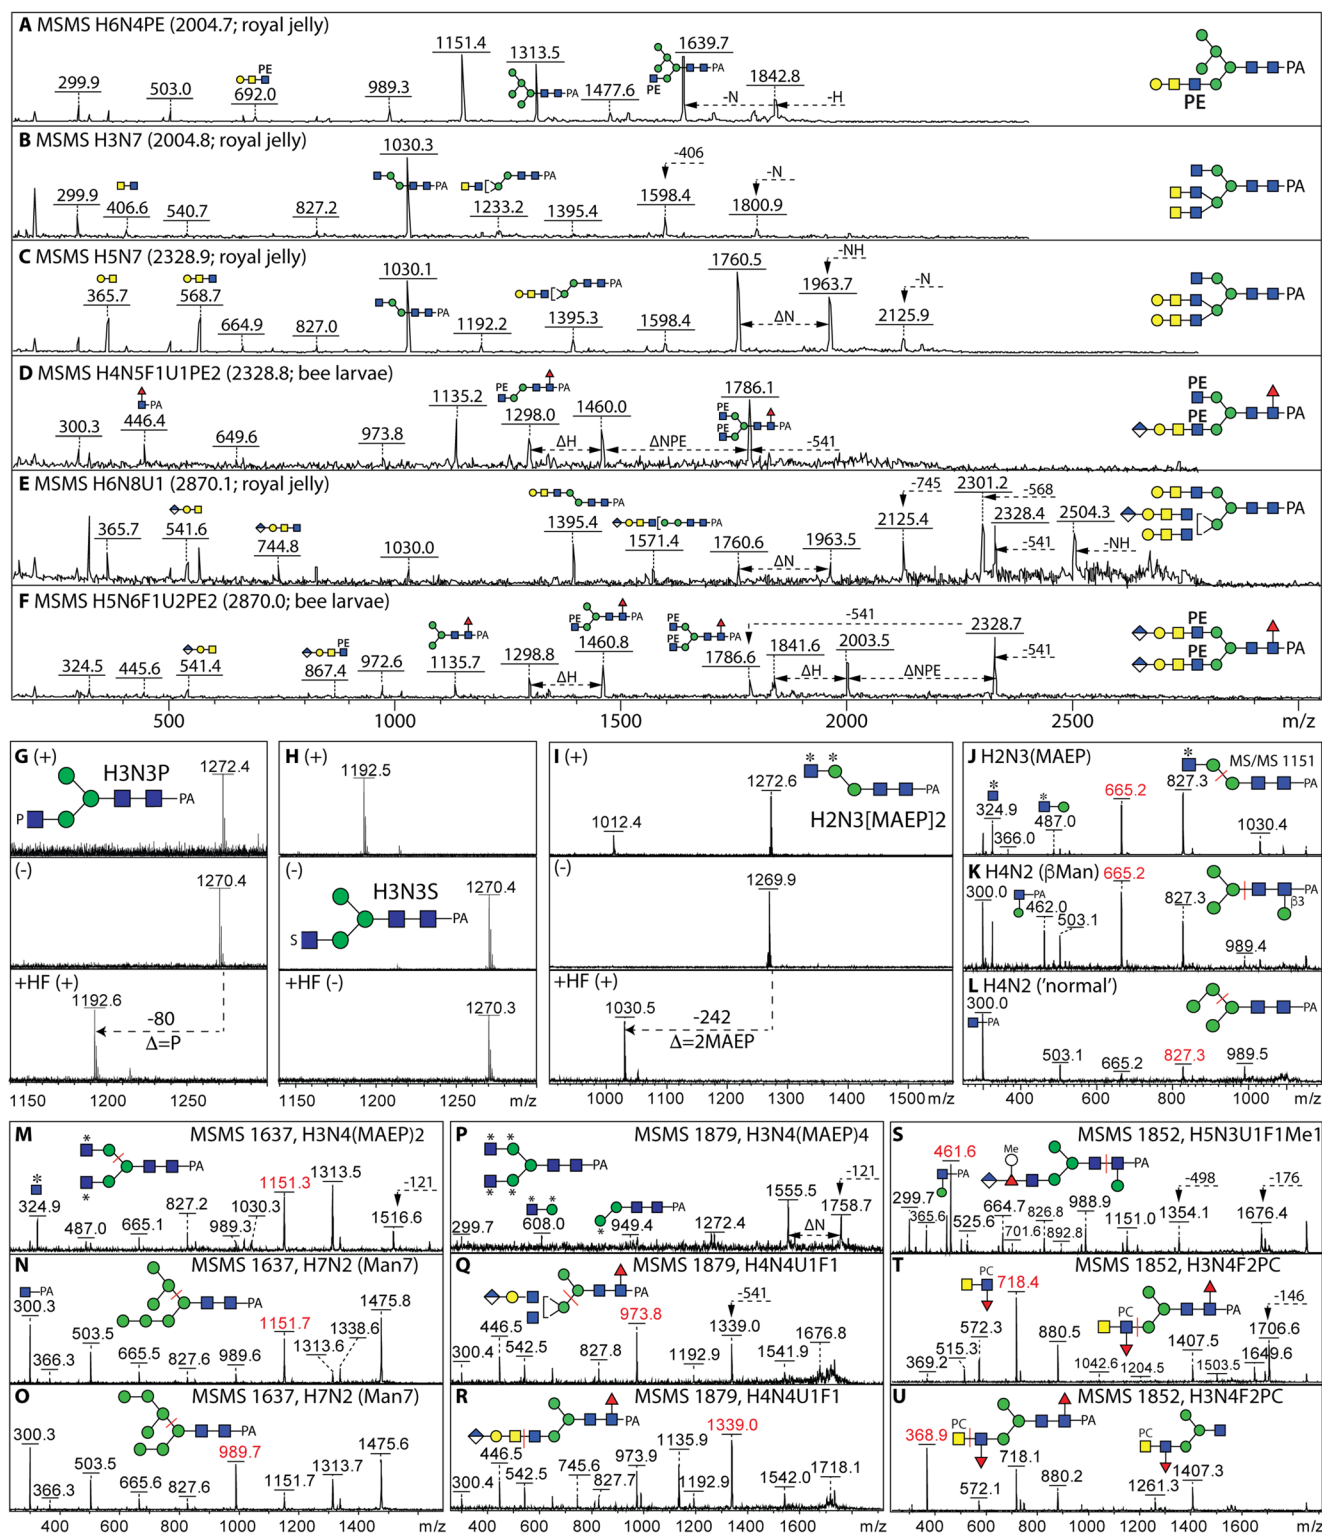 A MSMS H6N4PE (2004.7; royal jelly)
299.9
503.0
PE
692.0
989.3
1151.4
1313.5
PA
1477.6
1639.7
PA
PE
1842.8
-N
-H
PA
PE
B MSMS H3N7 (2004.8; royal jelly)
299.9
406.6
540.7
827.2
1030.3
PA
PA
1233.2
1395.4
-406
1598.4
-N
1800.9
PA
C MSMS H5N7 (2328.9; royal jelly)
365.7
568.7
664.9
827.0
1030.1
PA
1192.2
PA
1395.3
1598.4
1760.5
ΔN
-NH
1963.7
-N
2125.9
PA
D MSMS H4N5F1U1PE2 (2328.8; bee larvae)
300.3
PA
446.4
649.6
973.8
1135.2
PE
PA
1298.0
1460.0
ΔH
ΔNPE
1786.1
PE
PE
PA
-541
PE
PE
PA
E MSMS H6N8U1 (2870.1; royal jelly)
365.7
541.6
744.8
1030.0
PA
1395.4
PA
1571.4
1760.6
ΔN
1963.5
-745
2125.4
2301.2
-568
2328.4
-541
2504.3
-NH
PA
F MSMS H5N6F1U2PE2 (2870.0; bee larvae)
324.5
445.6
541.4
PE
867.4
972.6
PA
1135.7
1298.8
PE
PA
1460.8
ΔH
PE
PE
PA
-541
1786.6
1841.6
ΔH
2003.5
ΔNPE
2328.7
-541
PE
PE
PA
500
1000
1500
2000
2500
m/z
G (+)
H3N3P
1272.4
P
PA
(-)
1270.4
+HF (+)
1192.6
-80
Δ=P
1150
1200
1250
m/z
H (+)
1192.5
(-)
H3N3S
1270.4
S
PA
+HF (-)
1270.3
1150
1200
1250
m/z
I (+)
* *
1272.6
PA
1012.4
H2N3[MAEP]2
(-)
1269.9
+HF (+)
1030.5
-242
Δ=2MAEP
1000
1100
1200
1300
1400
1500
m/z
J H2N3(MAEP)
*
MS/MS 1151
PA
*
324.9
366.0
*
487.0
665.2
827.3
1030.4
K H4N2 (βMan)
300.0
PA
462.0
503.1
665.2
827.3
989.4
PA
β3
L H4N2 ('normal')
300.0
PA
503.1
665.2
827.3
989.5
PA
400
600
800
1000
m/z
M MSMS 1637, H3N4(MAEP)2
*
*
PA
*
324.9
487.0
665.1
827.2
989.3
1030.3
1151.3
1313.5
-121
1516.6
N MSMS 1637, H7N2 (Man7)
PA
300.3
366.3
503.5
665.5
827.6
989.6
1151.7
1313.6
1338.6
1475.8
PA
O MSMS 1637, H7N2 (Man7)
300.3
366.3
503.5
665.6
827.6
989.7
1151.7
1313.7
1475.6
PA
400
600
800
1000
1200
1400
m/z
P MSMS 1879, H3N4(MAEP)4
* *
* *
PA
299.7
* *
608.0
*
PA
949.4
1272.4
1555.5
ΔN
-121
1758.7
Q MSMS 1879, H4N4U1F1
PA
300.4
446.5
542.5
827.8
973.8
1192.9
-541
1339.0
1541.9
1676.8
R MSMS 1879, H4N4U1F1
PA
300.4
446.5
542.5
745.6
827.7
973.9
1135.9
1192.9
1339.0
1542.0
1718.1
400
600
800
1000
1200
1400
1600
m/z
S MSMS 1852, H5N3U1F1Me1
461.6
PA
Me
PA
299.7
365.6
525.6
664.7
701.6
826.8
892.8
988.9
1151.0
-498
1354.1
-176
1676.4
T MSMS 1852, H3N4F2PC
PC
718.4
PC
PA
369.2
515.3
572.3
880.5
1042.6
1204.5
1407.5
1503.5
1649.6
-146
1706.6
U MSMS 1852, H3N4F2PC
368.9
PC
PA
572.1
718.1
880.2
PC
1261.3
1407.3
400
600
800
1000
1200
1400
1600
m/z